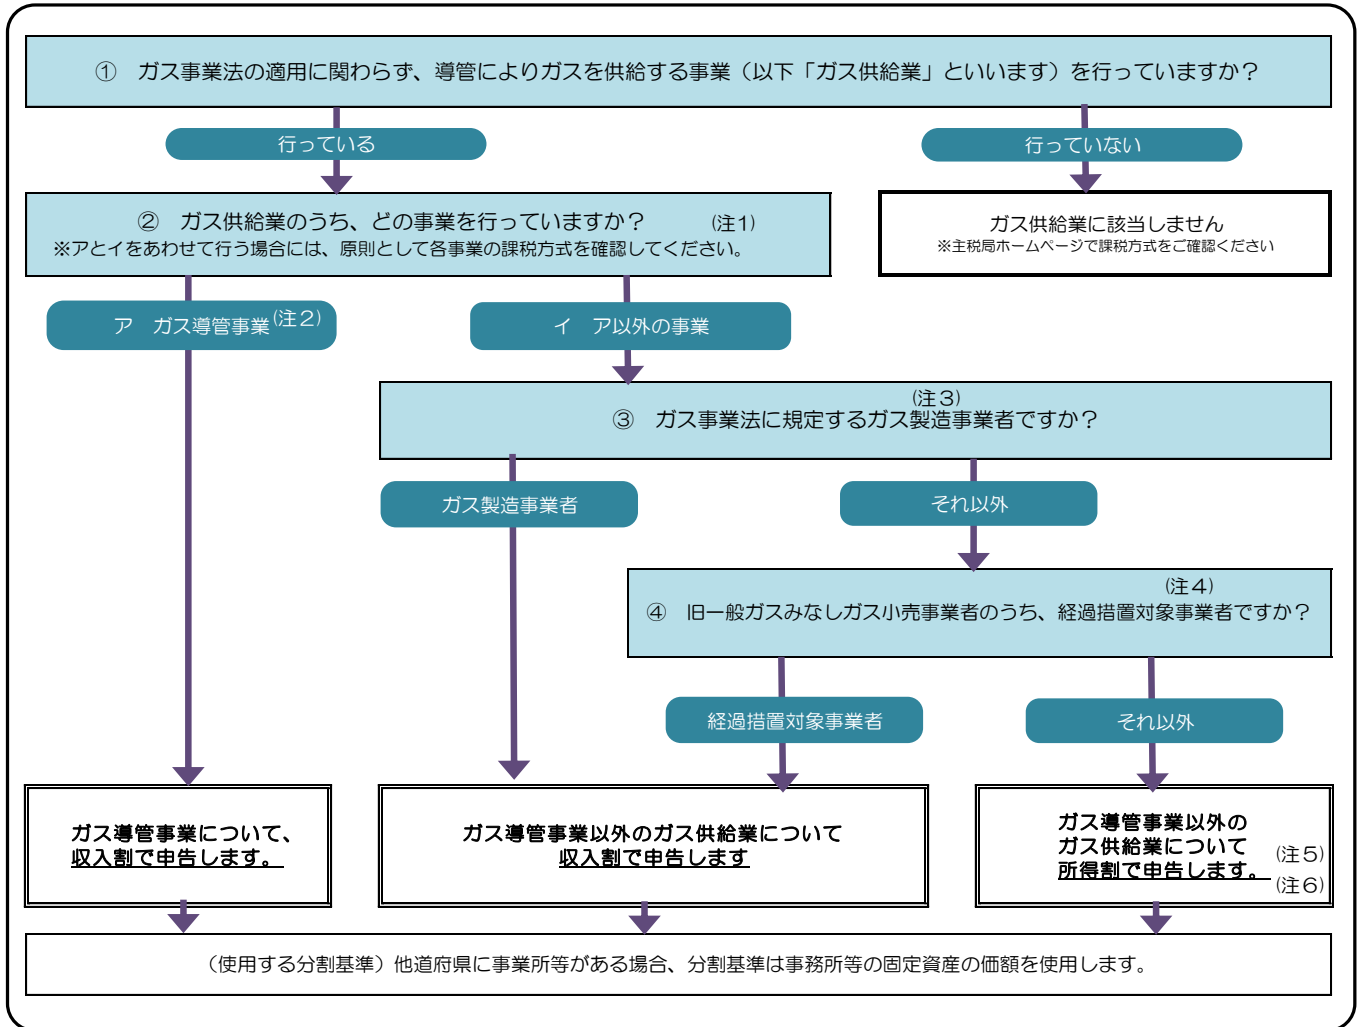 ① ガス事業法の適用に関わらず、導管によりガスを供給する事業（以下「ガス供給業」といいます）を行っていますか？
行っている
行っていない
② ガス供給業のうち、どの事業を行っていますか？ (注１)
※アとイをあわせて行う場合には、原則として各事業の課税方式を確認してください。
ガス供給業に該当しません
※主税局ホームページで課税方式をご確認ください
ア ガス導管事業(注２)
イ ア以外の事業
(注３)
③ ガス事業法に規定するガス製造事業者ですか？
ガス製造事業者
それ以外
(注４)
④ 旧一般ガスみなしガス小売事業者のうち、経過措置対象事業者ですか？
経過措置対象事業者
それ以外
ガス導管事業について、
収入割で申告します。
ガス導管事業以外のガス供給業について
収入割で申告します
ガス導管事業以外の
ガス供給業について
所得割で申告します。
(注５)
(注６)
（使用する分割基準）他道府県に事業所等がある場合、分割基準は事務所等の固定資産の価額を使用します。